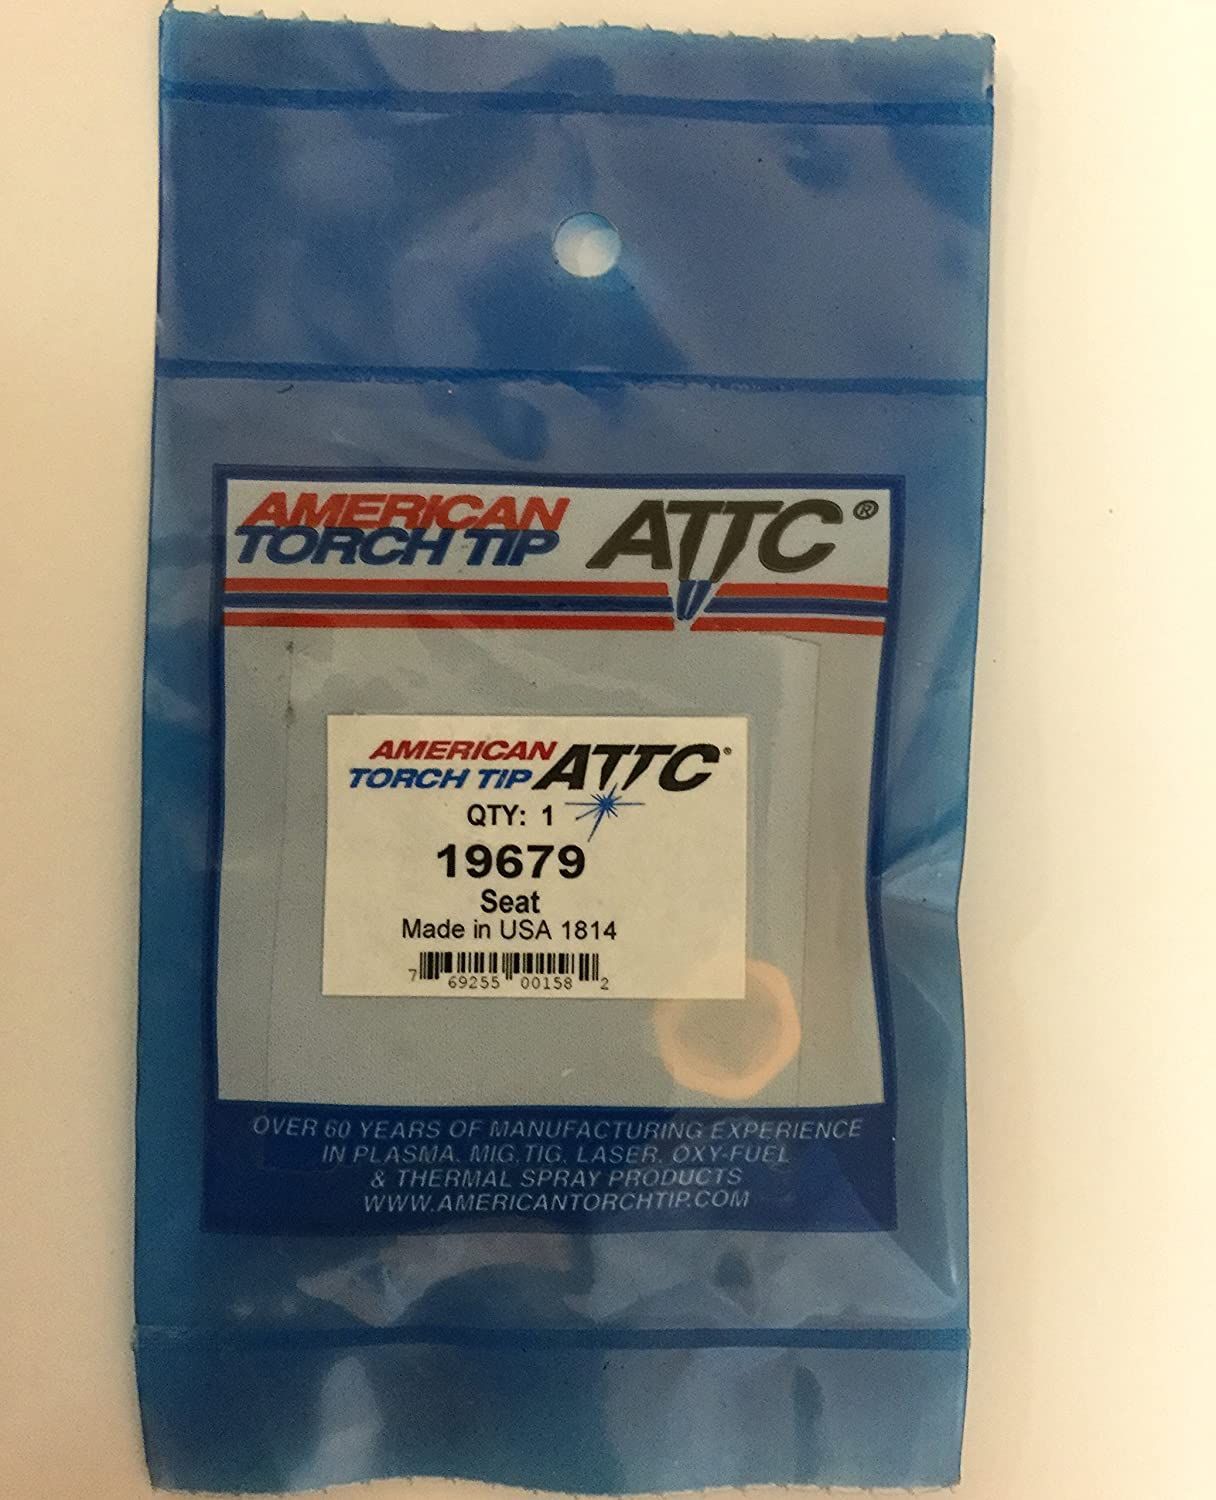 AMERICAN
TORCH TIP
ATTC®
AMERICAN
TORCH TIP
ATTC®
QTY: 1
19679
Seat
Made in USA 1814
7 69255 00158 2
OVER 60 YEARS OF MANUFACTURING EXPERIENCE
IN PLASMA, MIG, TIG, LASER, OXY-FUEL
& THERMAL SPRAY PRODUCTS
WWW.AMERICANTORCHTIP.COM